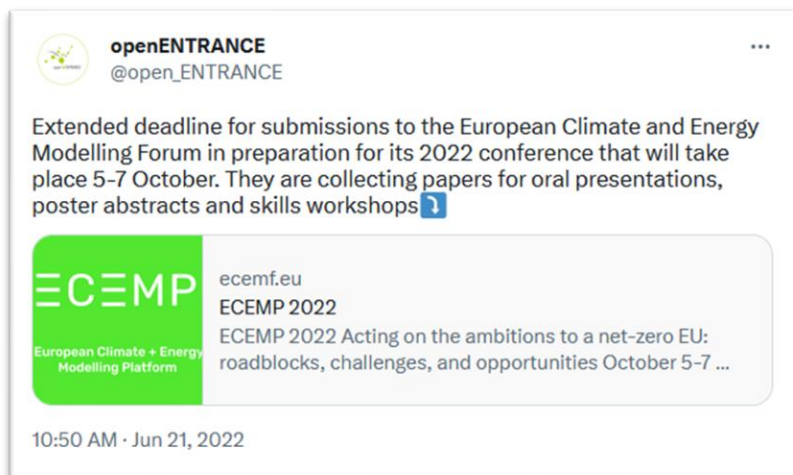 openENTRANCE
@open_ENTRANCE
Extended deadline for submissions to the European Climate and Energy
Modelling Forum in preparation for its 2022 conference that will take
place 5-7 October. They are collecting papers for oral presentations,
poster abstracts and skills workshops⤵️
ECEMP
European Climate + Energy
Modelling Platform
ecemf.eu
ECEMP 2022
ECEMP 2022 Acting on the ambitions to a net-zero EU:
roadblocks, challenges, and opportunities October 5-7 ...
10:50 AM · Jun 21, 2022